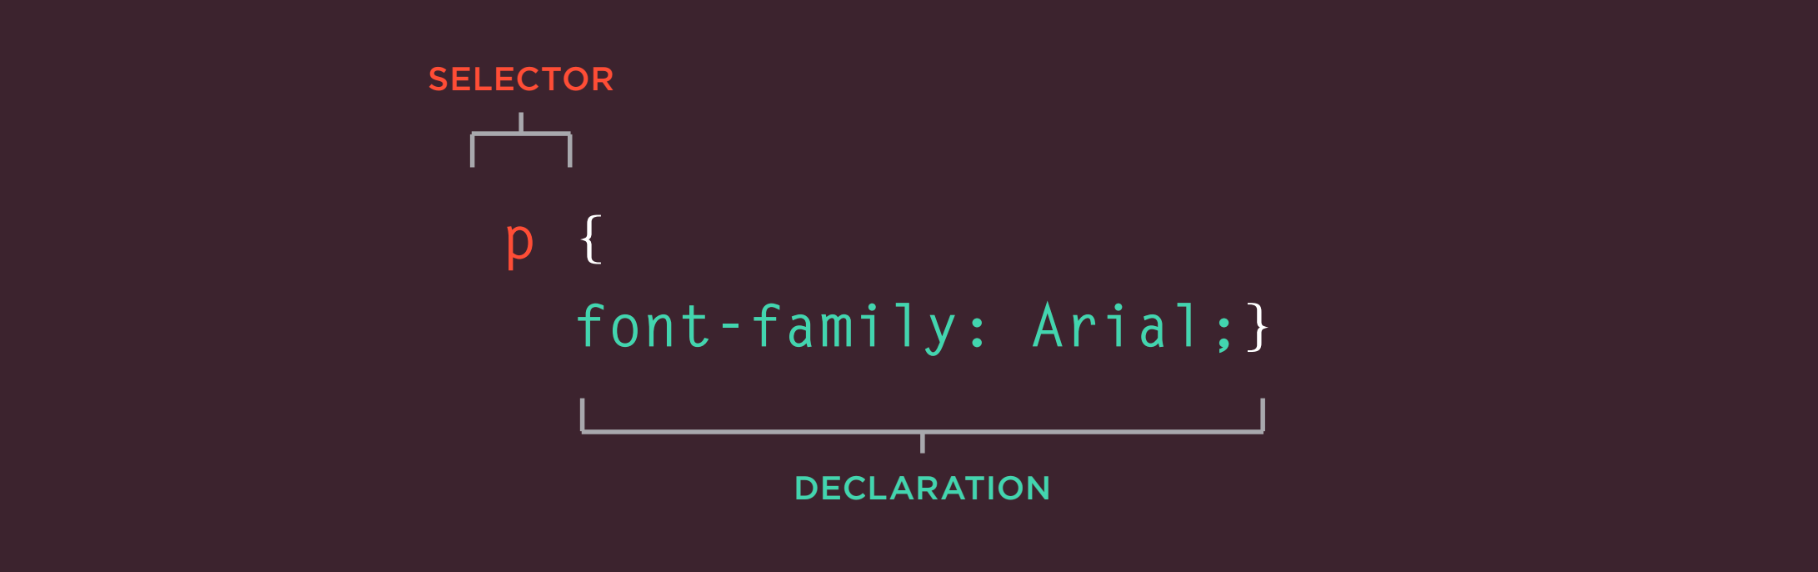 SELECTOR
p {
font-family: Arial;}
DECLARATION